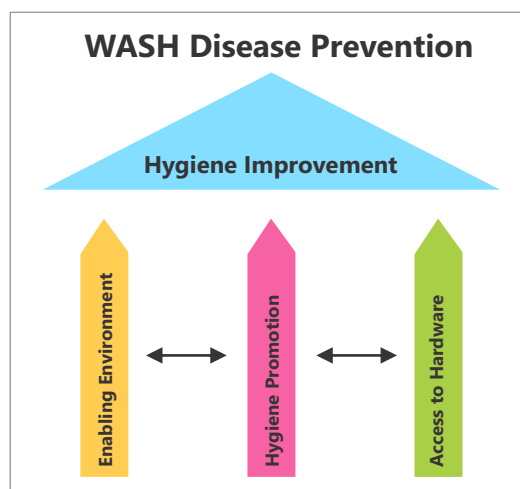 WASH Disease Prevention
Hygiene Improvement
Enabling Environment
Hygiene Promotion
Access to Hardware